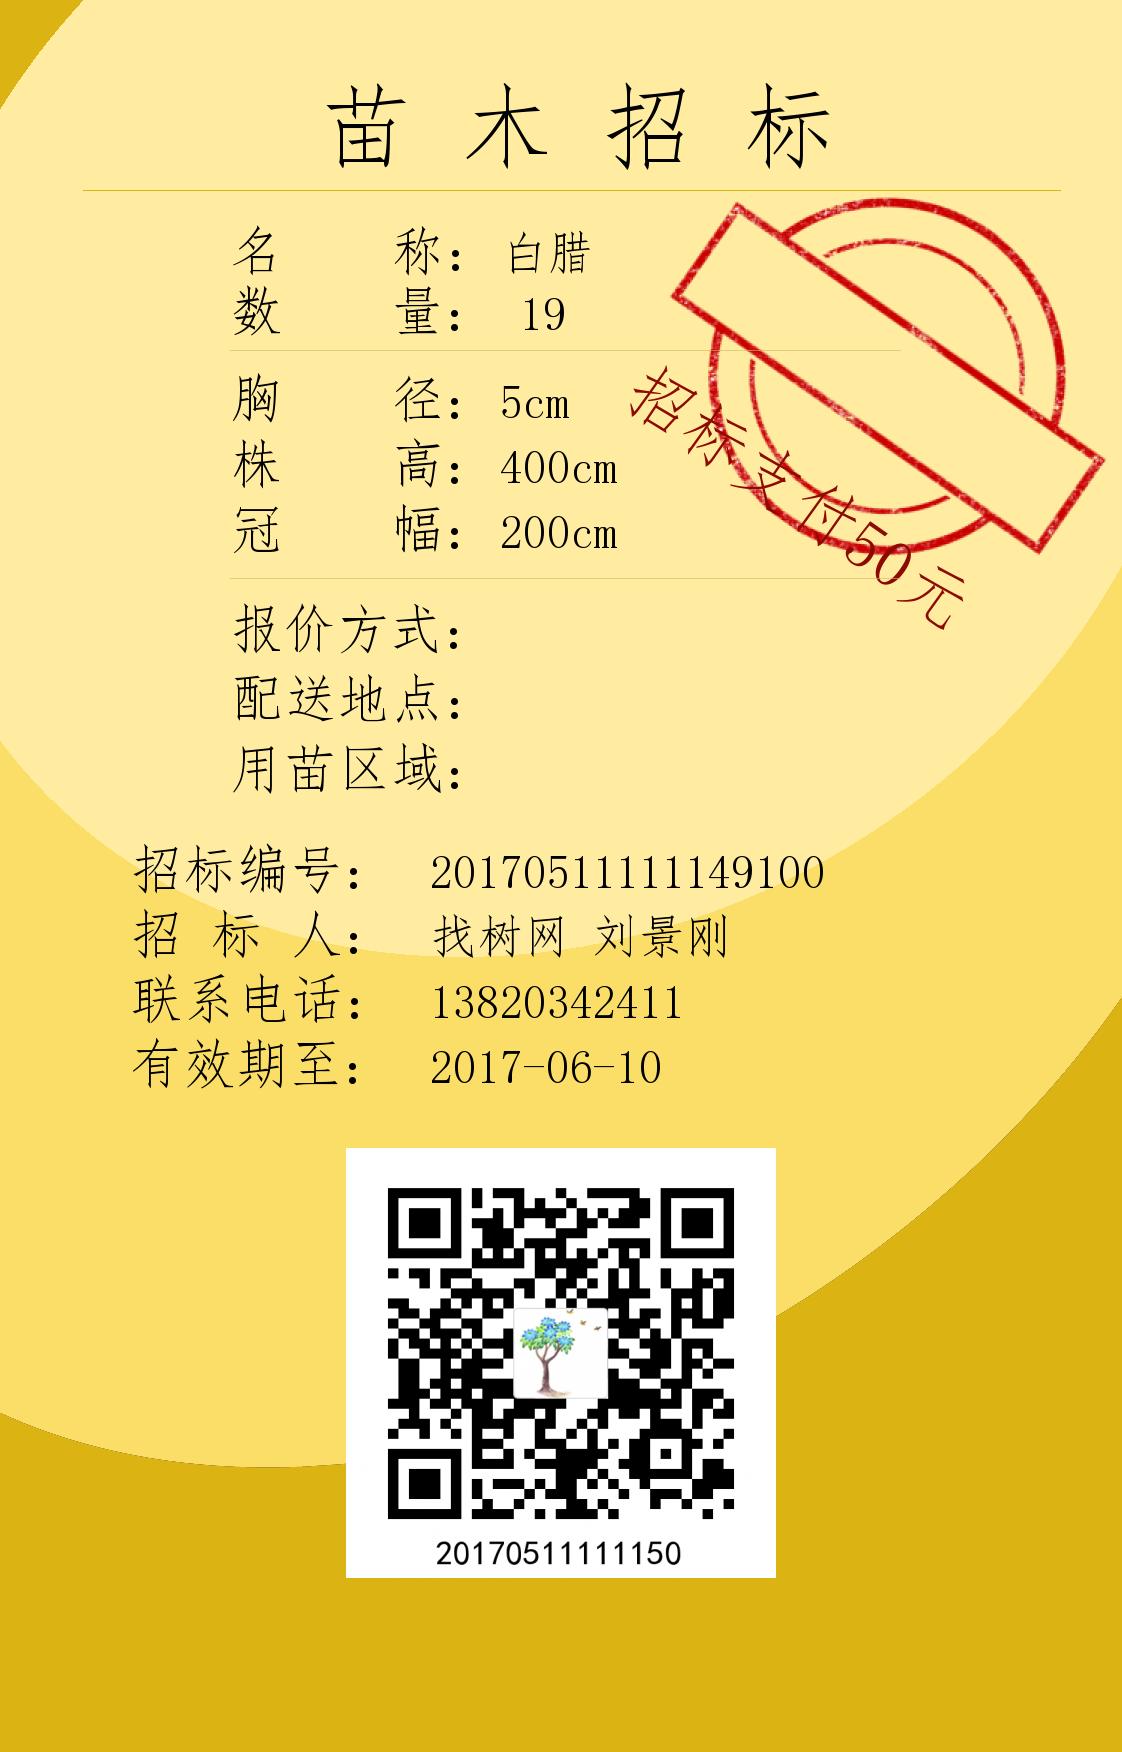 苗 木 招 标
名 称： 白腊
数 量： 19
胸 径： 5cm
株 高： 400cm
冠 幅： 200cm
招标支付50元
报价方式：
配送地点：
用苗区域：
招标编号： 20170511111149100
招 标 人： 找树网 刘景刚
联系电话： 13820342411
有效期至： 2017-06-10
20170511111150